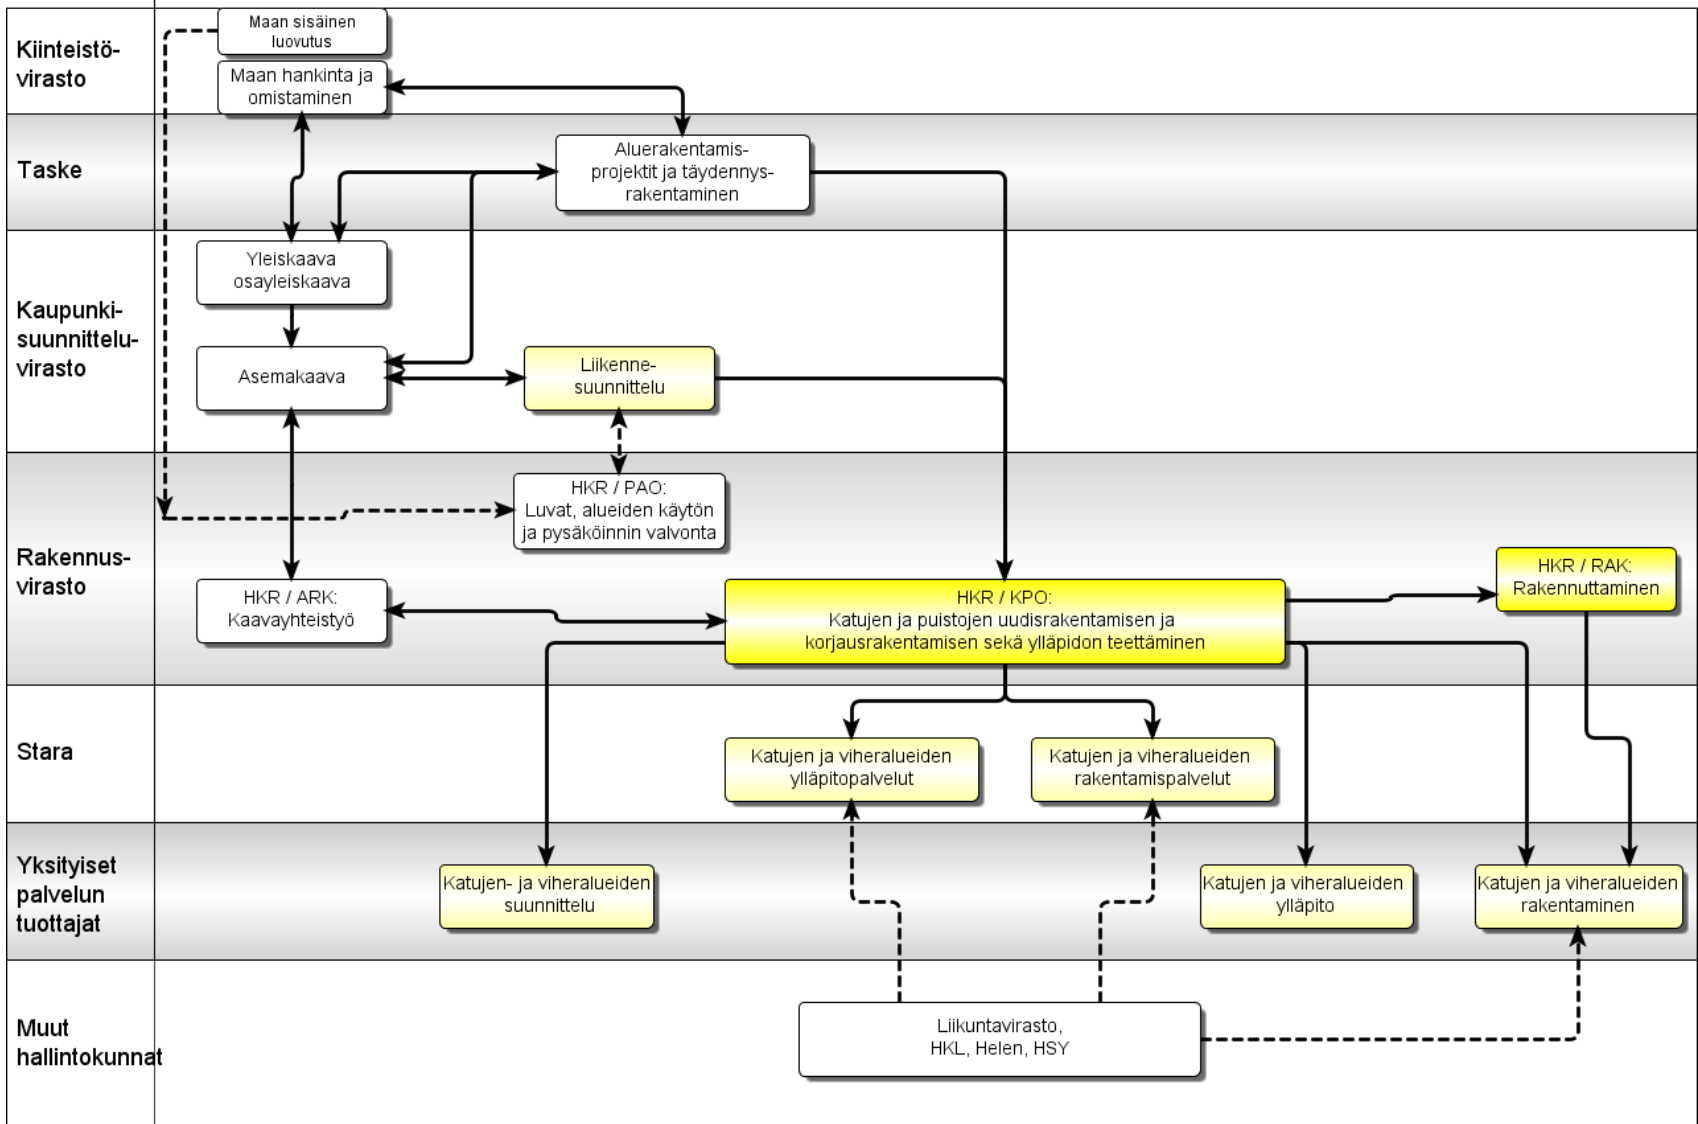 Kiinteistö-
virasto
Maan sisäinen
luovutus
Maan hankinta ja
omistaminen
Taske
Aluerakentamis-
projektit ja täydennys-
rakentaminen
Kaupunki-
suunnittelu-
virasto
Yleiskaava
osayleiskaava
Asemakaava
Liikenne-
suunnittelu
Rakennus-
virasto
HKR / PAO:
Luvat, alueiden käytön
ja pysäköinnin valvonta
HKR / ARK:
Kaavayhteistyö
HKR / KPO:
Katujen ja puistojen uudisrakentamisen ja
korjausrakentamisen sekä ylläpidon teettäminen
HKR / RAK:
Rakennuttaminen
Stara
Katujen ja viheralueiden
ylläpitopalvelut
Katujen ja viheralueiden
rakentamispalvelut
Yksityiset
palvelun
tuottajat
Katujen- ja viheralueiden
suunnittelu
Katujen ja viheralueiden
ylläpito
Katujen ja viheralueiden
rakentaminen
Muut
hallintokunnat
Liikuntavirasto,
HKL, Helen, HSY